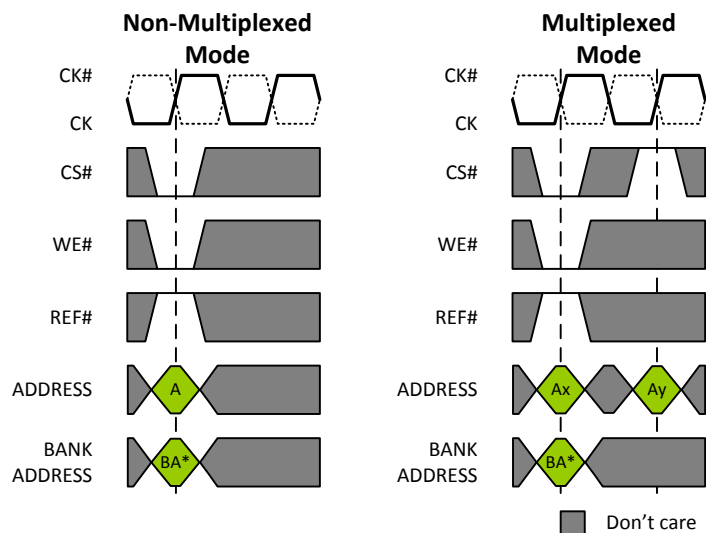 Non-Multiplexed
Mode
CK#
CK
CS#
WE#
REF#
ADDRESS
A
BANK
ADDRESS
BA*
Multiplexed
Mode
CK#
CK
CS#
WE#
REF#
ADDRESS
Ax
Ay
BANK
ADDRESS
BA*
Don't care